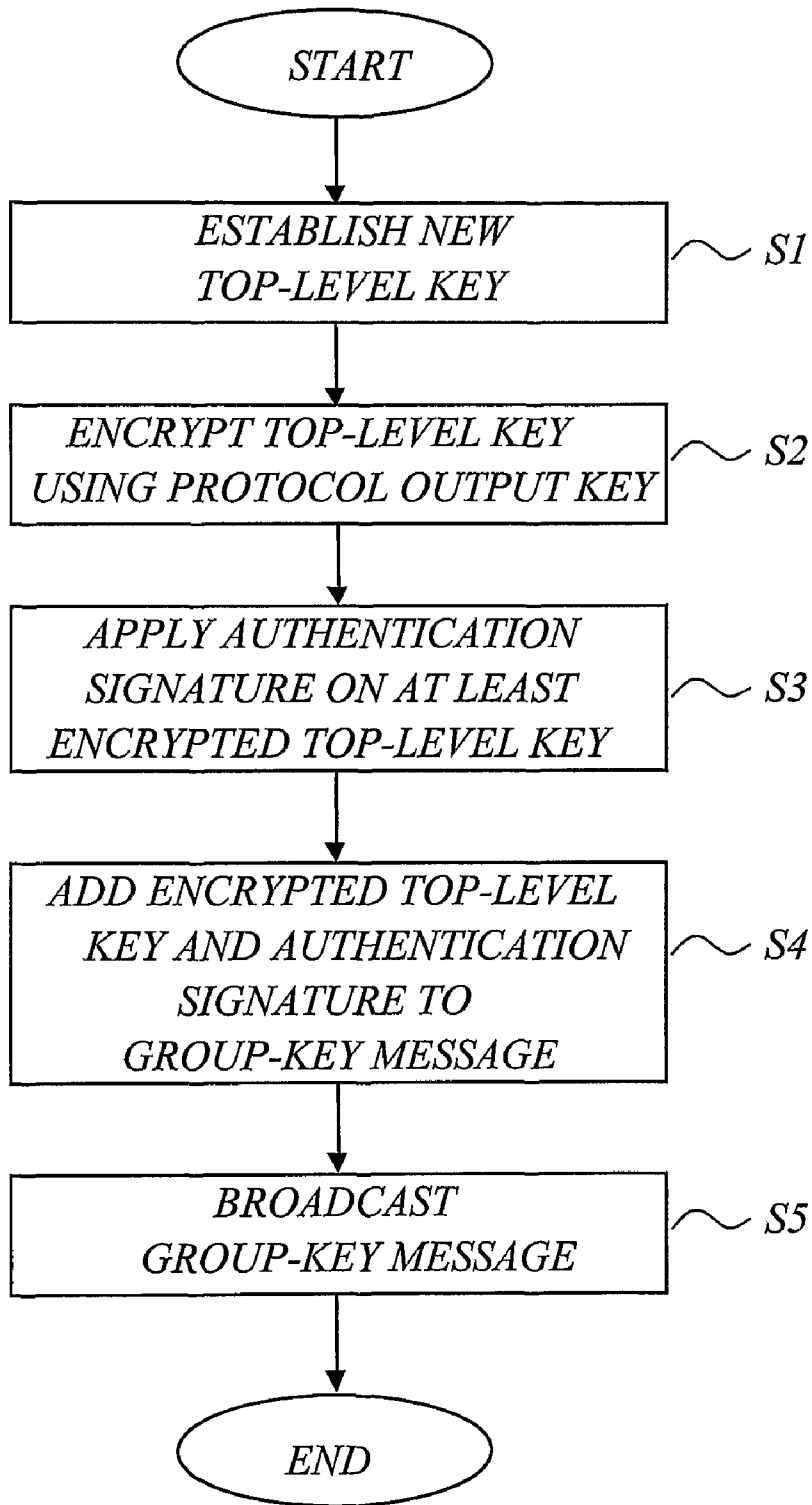 START
ESTABLISH NEW
TOP-LEVEL KEY
S1
ENCRYPT TOP-LEVEL KEY
USING PROTOCOL OUTPUT KEY
S2
APPLY AUTHENTICATION
SIGNATURE ON AT LEAST
ENCRYPTED TOP-LEVEL KEY
S3
ADD ENCRYPTED TOP-LEVEL
KEY AND AUTHENTICATION
SIGNATURE TO
GROUP-KEY MESSAGE
S4
BROADCAST
GROUP-KEY MESSAGE
S5
END